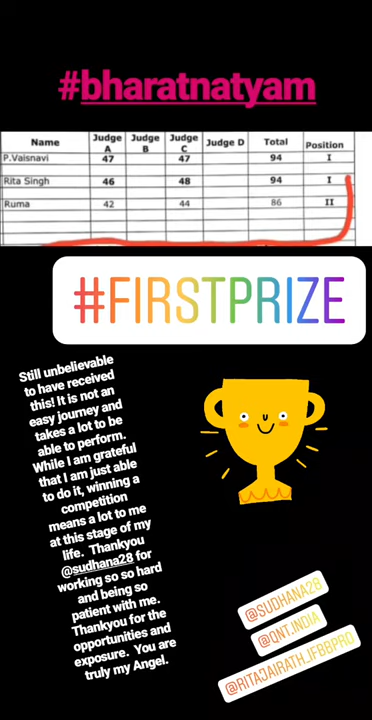 #bharatnatyam
Name Judge A Judge B Judge C Judge D Total Position
P.Vaisnavi 47 47 94 I
Rita Singh 46 48 94 I
Ruma 42 44 86 II
#FIRSTPRIZE
Still unbelievable
to have received
this! It is not an
easy journey and
takes a lot to be
able to perform.
While I am grateful
that I am just able
to do it, winning a
competition
means a lot to me
at this stage of my
life. Thankyou
@sudhana28 for
working so so hard
and being so
patient with me.
Thankyou for the
opportunities and
exposure. You are
truly my Angel.
@SUDHANA28
@QNT.INDIA
@RITAJAIRATH_IFBBPRO